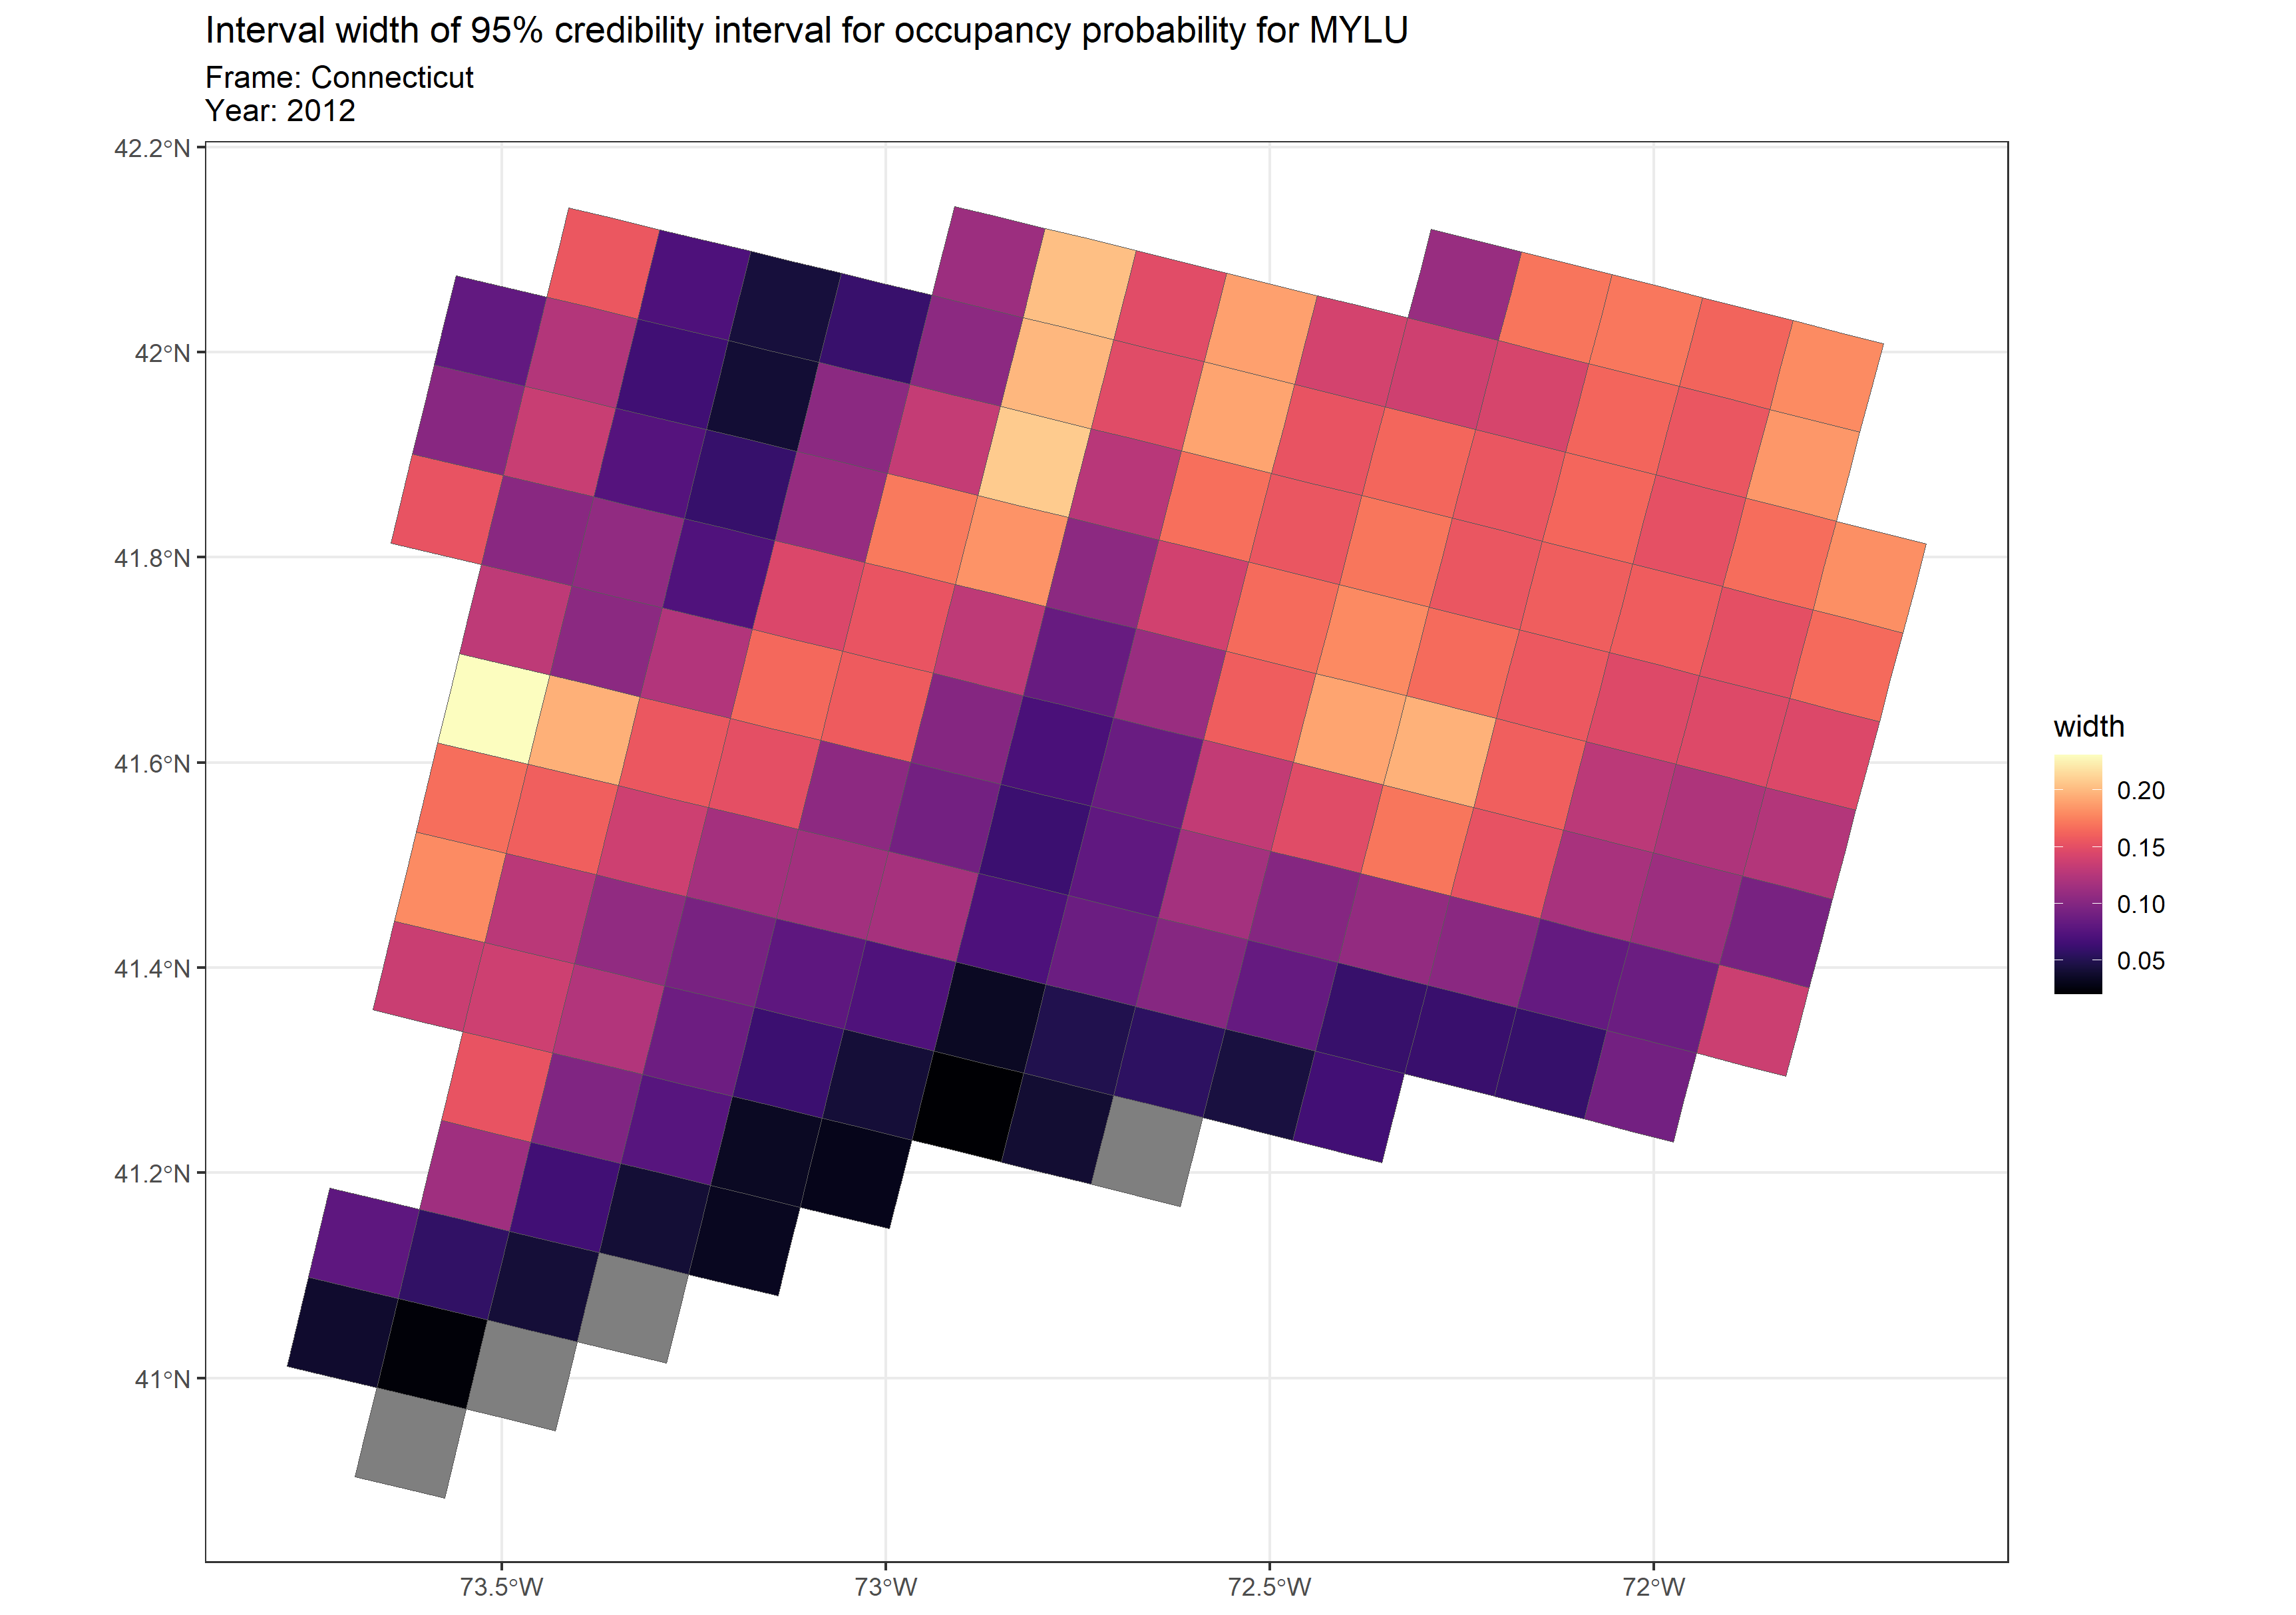 Interval width of 95% credibility interval for occupancy probability for MYLU
Frame: Connecticut
Year: 2012
42.2°N
42°N
41.8°N
41.6°N
41.4°N
41.2°N
41°N
73.5°W
73°W
72.5°W
72°W
width
0.20
0.15
0.10
0.05